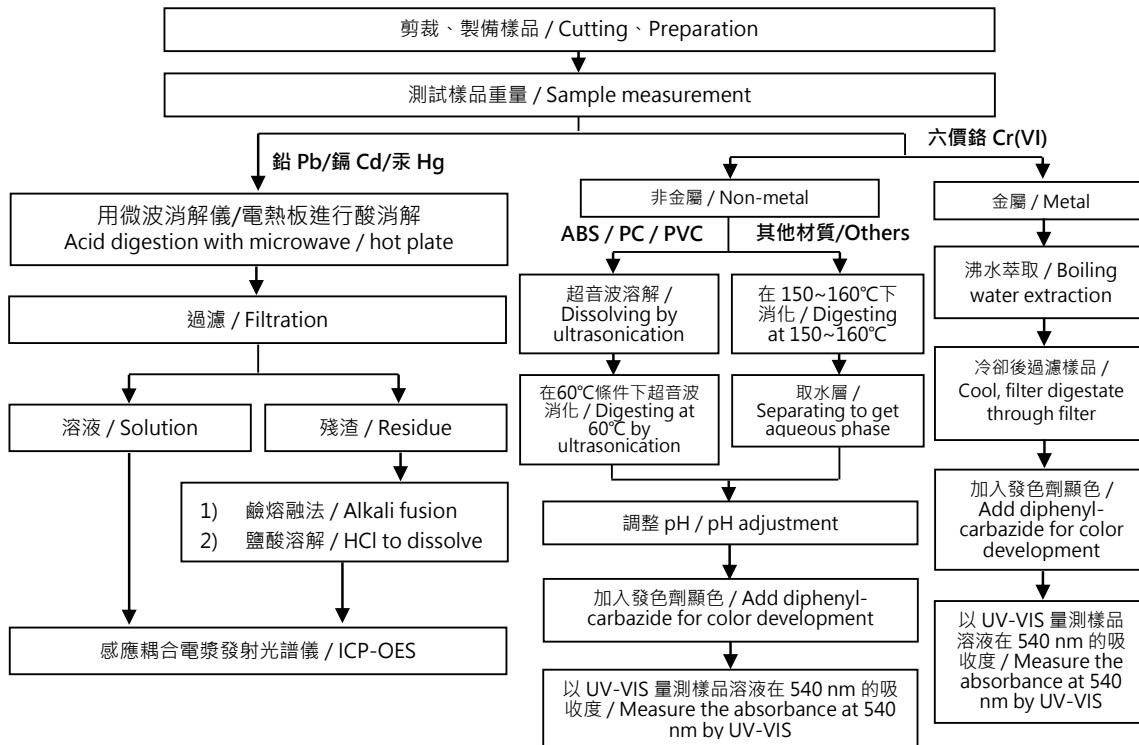 剪裁、製備樣品 / Cutting、Preparation
測試樣品重量 / Sample measurement
鉛 Pb/鎘 Cd/汞 Hg
六價鉻 Cr(VI)
用微波消解儀/電熱板進行酸消解
Acid digestion with microwave / hot plate
過濾 / Filtration
溶液 / Solution
殘渣 / Residue
1) 鹼熔融法 / Alkali fusion
2) 鹽酸溶解 / HCl to dissolve
感應耦合電漿發射光譜儀 / ICP-OES
非金屬 / Non-metal
ABS / PC / PVC
其他材質/Others
超音波溶解 /
Dissolving by
ultrasonication
在60℃條件下超音波
消化 / Digesting at
60℃ by
ultrasonication
在 150~160℃下
消化 / Digesting
at 150~160℃
取水層 /
Separating to get
aqueous phase
調整 pH / pH adjustment
加入發色劑顯色 / Add diphenyl-
carbazide for color development
以 UV-VIS 量測樣品溶液在 540 nm 的吸
收度 / Measure the absorbance at 540
nm by UV-VIS
金屬 / Metal
沸水萃取 / Boiling
water extraction
冷卻後過濾樣品 /
Cool, filter digestate
through filter
加入發色劑顯色 /
Add diphenyl-
carbazide for color
development
以 UV-VIS 量測樣品
溶液在 540 nm 的吸
收度 / Measure the
absorbance at 540
nm by UV-VIS